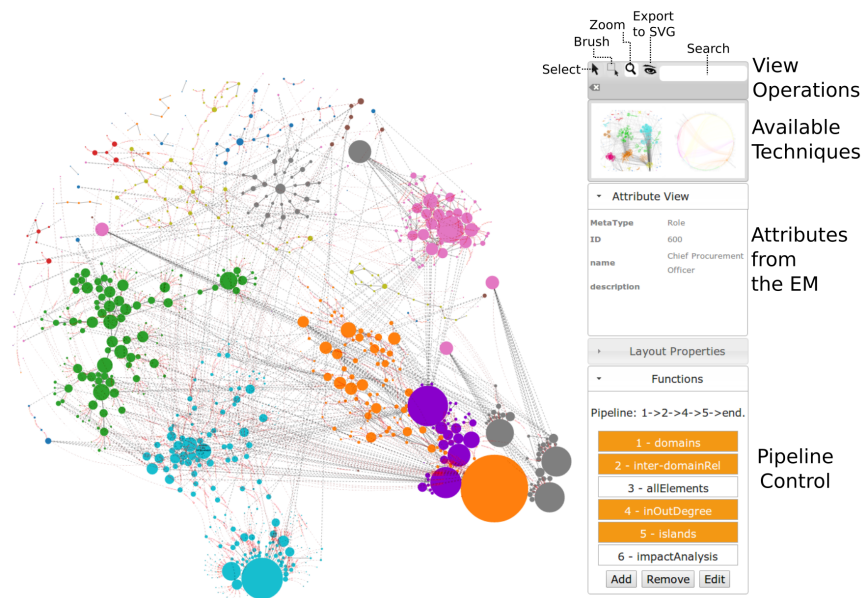 Export
to SVG
Zoom
Brush
Search
Select
View
Operations
Available
Techniques
Attribute View
MetaType Role
ID 600
name Chief Procurement
Officer
description
Attributes
from
the EM
Layout Properties
Functions
Pipeline: 1->2->4->5->end.
1 - domains
2 - inter-domainRel
3 - allElements
4 - inOutDegree
5 - islands
6 - impactAnalysis
Add Remove Edit
Pipeline
Control